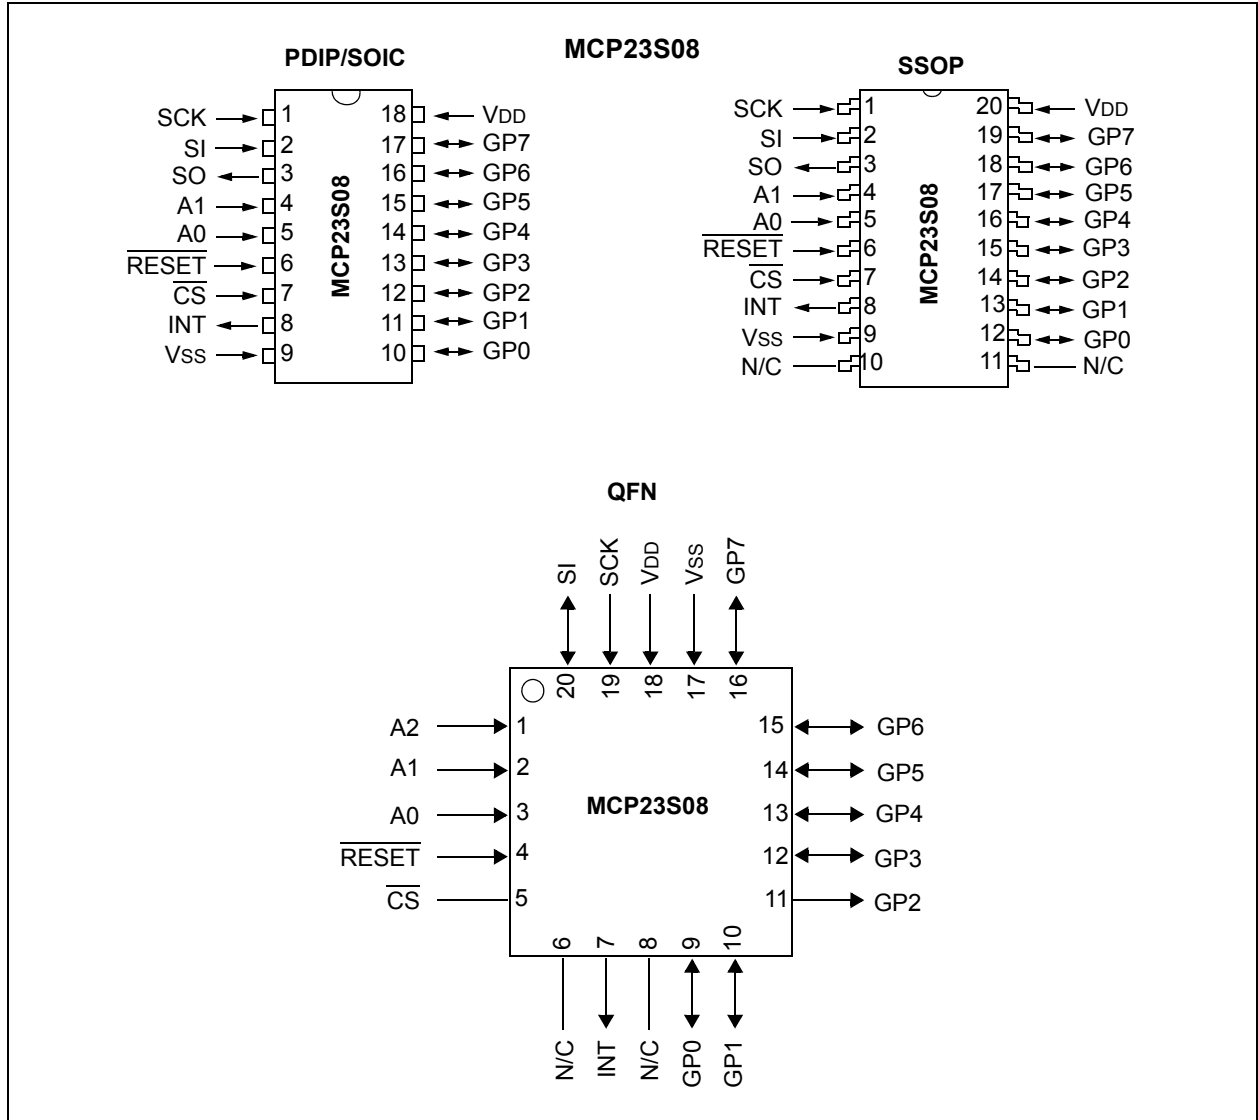 MCP23S08
PDIP/SOIC
SCK 1 18 VDD
SI 2 17 GP7
SO 3 16 GP6
A1 4 15 GP5
A0 5 14 GP4
RESET 6 13 GP3
CS 7 12 GP2
INT 8 11 GP1
VSS 9 10 GP0
MCP23S08
SSOP
SCK 1 20 VDD
SI 2 19 GP7
SO 3 18 GP6
A1 4 17 GP5
A0 5 16 GP4
RESET 6 15 GP3
CS 7 14 GP2
INT 8 13 GP1
VSS 9 12 GP0
N/C 10 11 N/C
MCP23S08
QFN
SI SCK VDD VSS GP7
20 19 18 17 16
A2 1 15 GP6
A1 2 14 GP5
A0 3 13 GP4
MCP23S08
RESET 4 12 GP3
CS 5 11 GP2
6 7 8 9 10
N/C INT N/C GP0 GP1